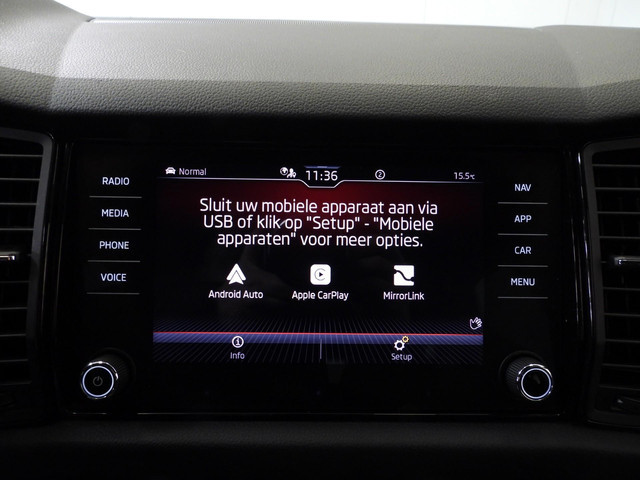 Normal
11:36
2
15.5°C
RADIO
MEDIA
PHONE
VOICE
Sluit uw mobiele apparaat aan via
USB of klik op "Setup" - "Mobiele
apparaten" voor meer opties.
Android Auto
Apple CarPlay
MirrorLink
Info
Setup
NAV
APP
CAR
MENU